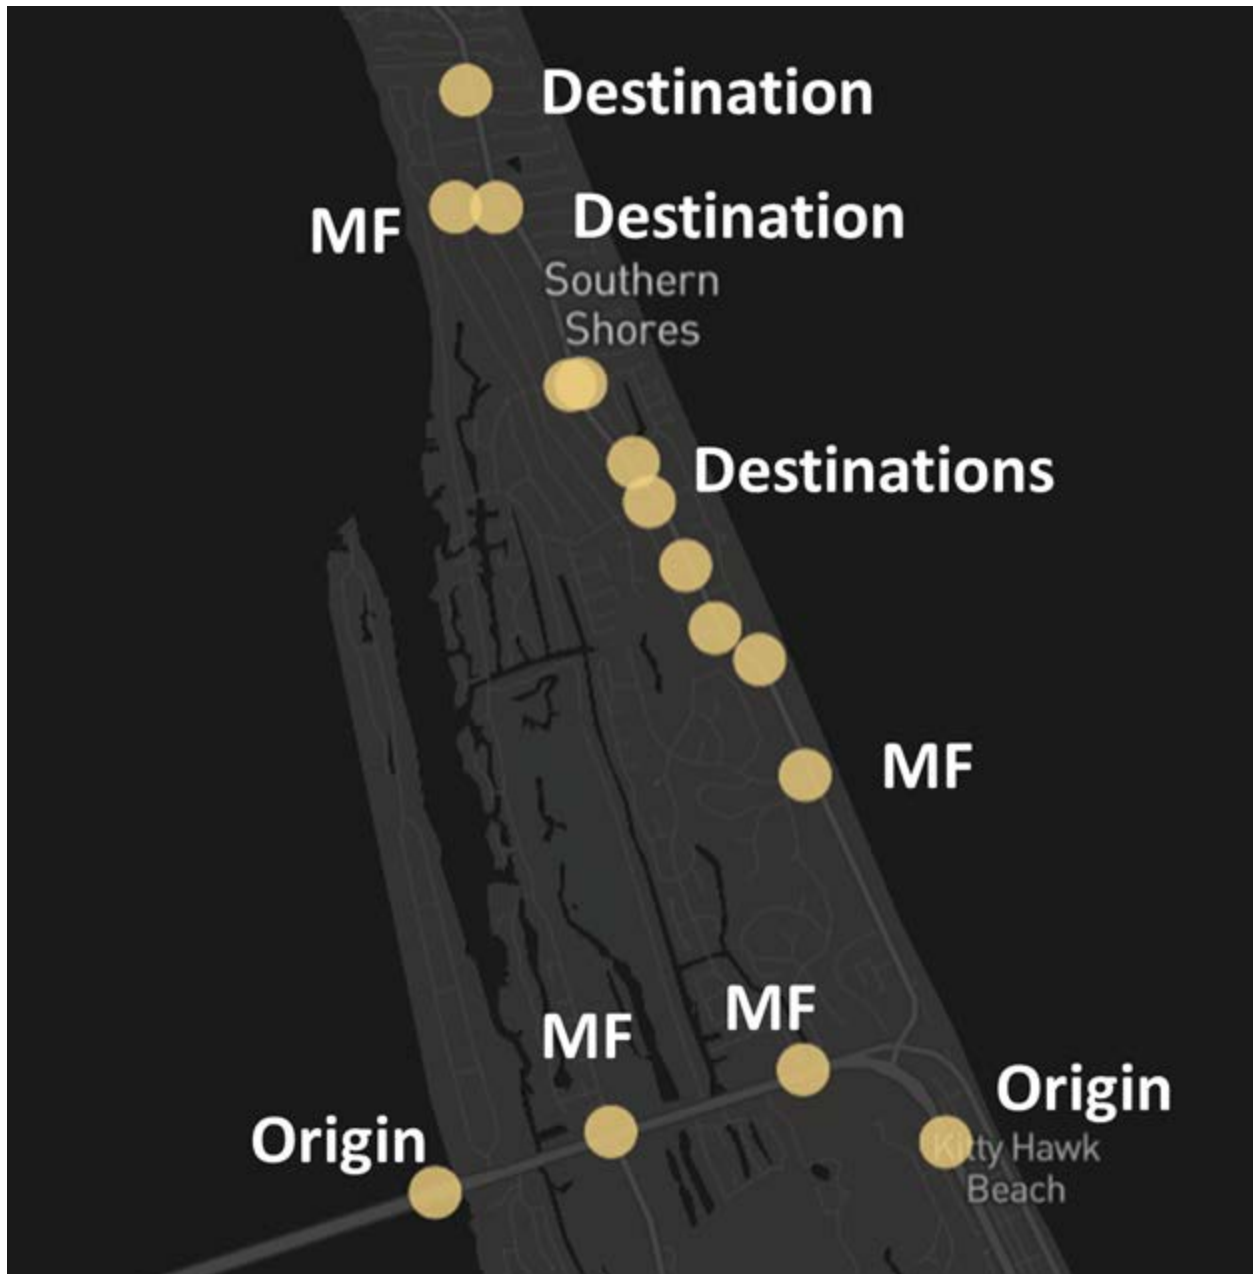 Destination
MF
Destination
Southern
Shores
Destinations
MF
MF
MF
Origin
Origin
Kitty Hawk
Beach